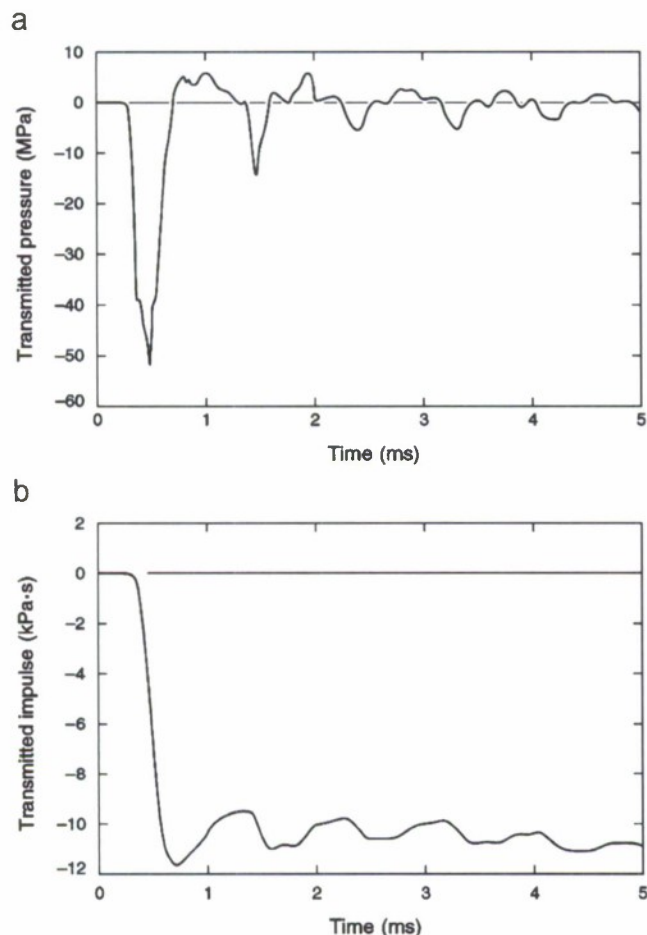 a
10
0
−10
−20
−30
−40
−50
−60
Transmitted pressure (MPa)
0 1 2 3 4 5
Time (ms)
b
2
0
−2
−4
−6
−8
−10
−12
Transmitted impulse (kPa·s)
0 1 2 3 4 5
Time (ms)